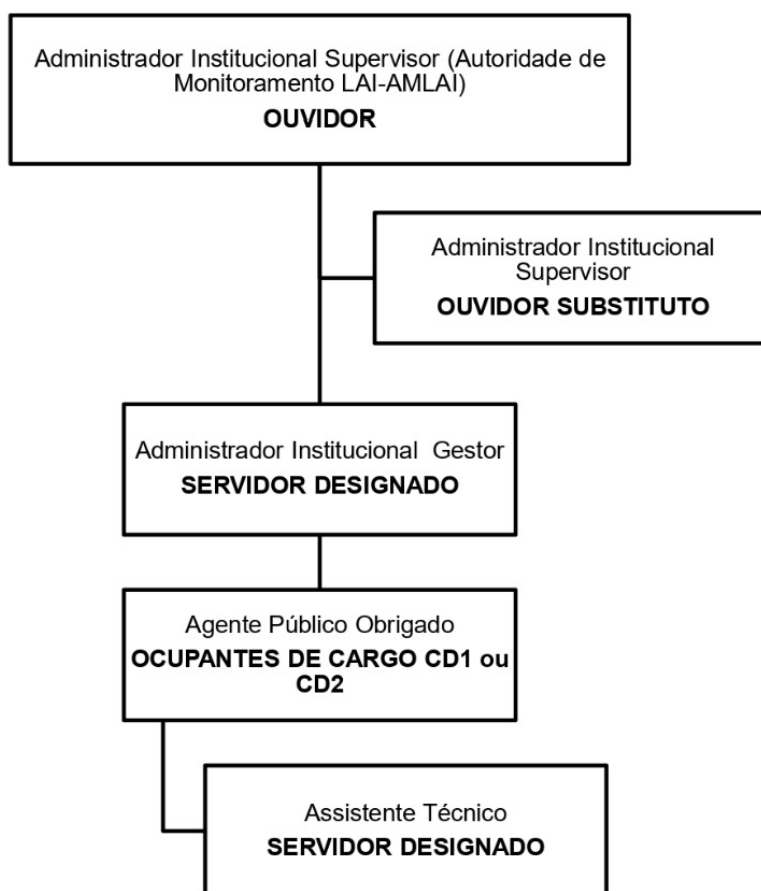 Administrador Institucional Supervisor (Autoridade de
Monitoramento LAI-AMLAI)
OUVIDOR
Administrador Institucional
Supervisor
OUVIDOR SUBSTITUTO
Administrador Institucional Gestor
SERVIDOR DESIGNADO
Agente Público Obrigado
OCUPANTES DE CARGO CD1 ou
CD2
Assistente Técnico
SERVIDOR DESIGNADO